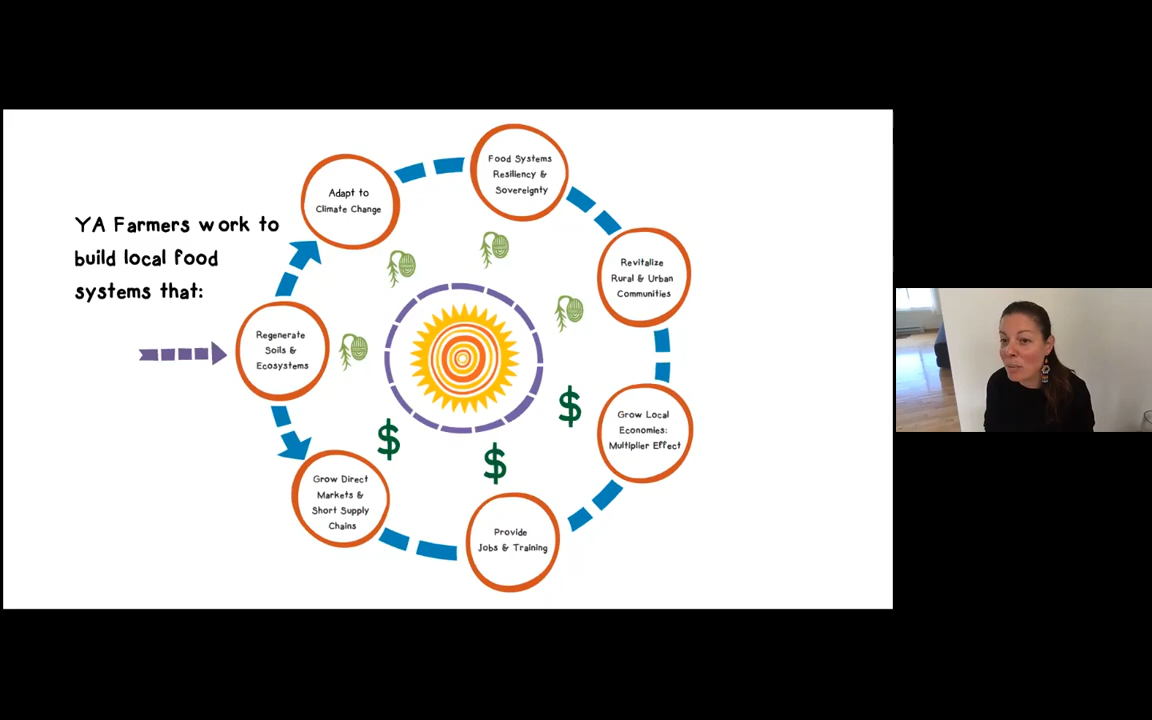 YA Farmers work to
build local food
systems that:
Regenerate
Soils &
Ecosystems
Adapt to
Climate Change
Food Systems
Resiliency &
Sovereignty
Revitalize
Rural & Urban
Communities
Grow Local
Economies:
Multiplier Effect
Provide
Jobs & Training
Grow Direct
Markets &
Short Supply
Chains
$
$
$